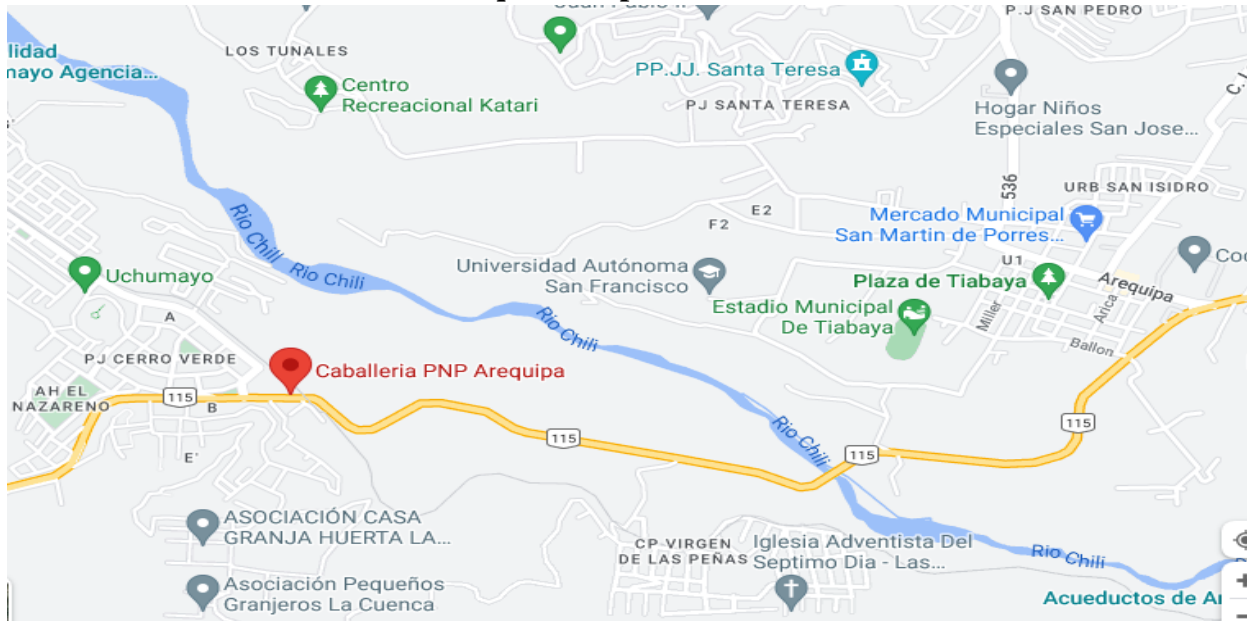 P.J SAN PEDRO
LOS TUNALES
lidad
mayo Agencia...
Centro
Recreacional Katari
PP.JJ. Santa Teresa
PJ SANTA TERESA
Hogar Niños
Especiales San Jose...
536
URB SAN ISIDRO
E2
F2
Mercado Municipal
San Martin de Porres...
Rio Chili
Rio Chili
U1
Universidad Autónoma
San Francisco
Plaza de Tiabaya
Arequipa
Uchumayo
Estadio Municipal
De Tiabaya
Miller
Arica
Rio Chili
Ballon
A
PJ CERRO VERDE
Caballeria PNP Arequipa
AH EL
NAZARENO
115
B
115
Rio Chili
115
115
E'
ASOCIACIÓN CASA
GRANJA HUERTA LA...
CP VIRGEN
DE LAS PEÑAS
Iglesia Adventista Del
Septimo Dia - Las...
Rio Chili
Asociación Pequeños
Granjeros La Cuenca
Acueductos de